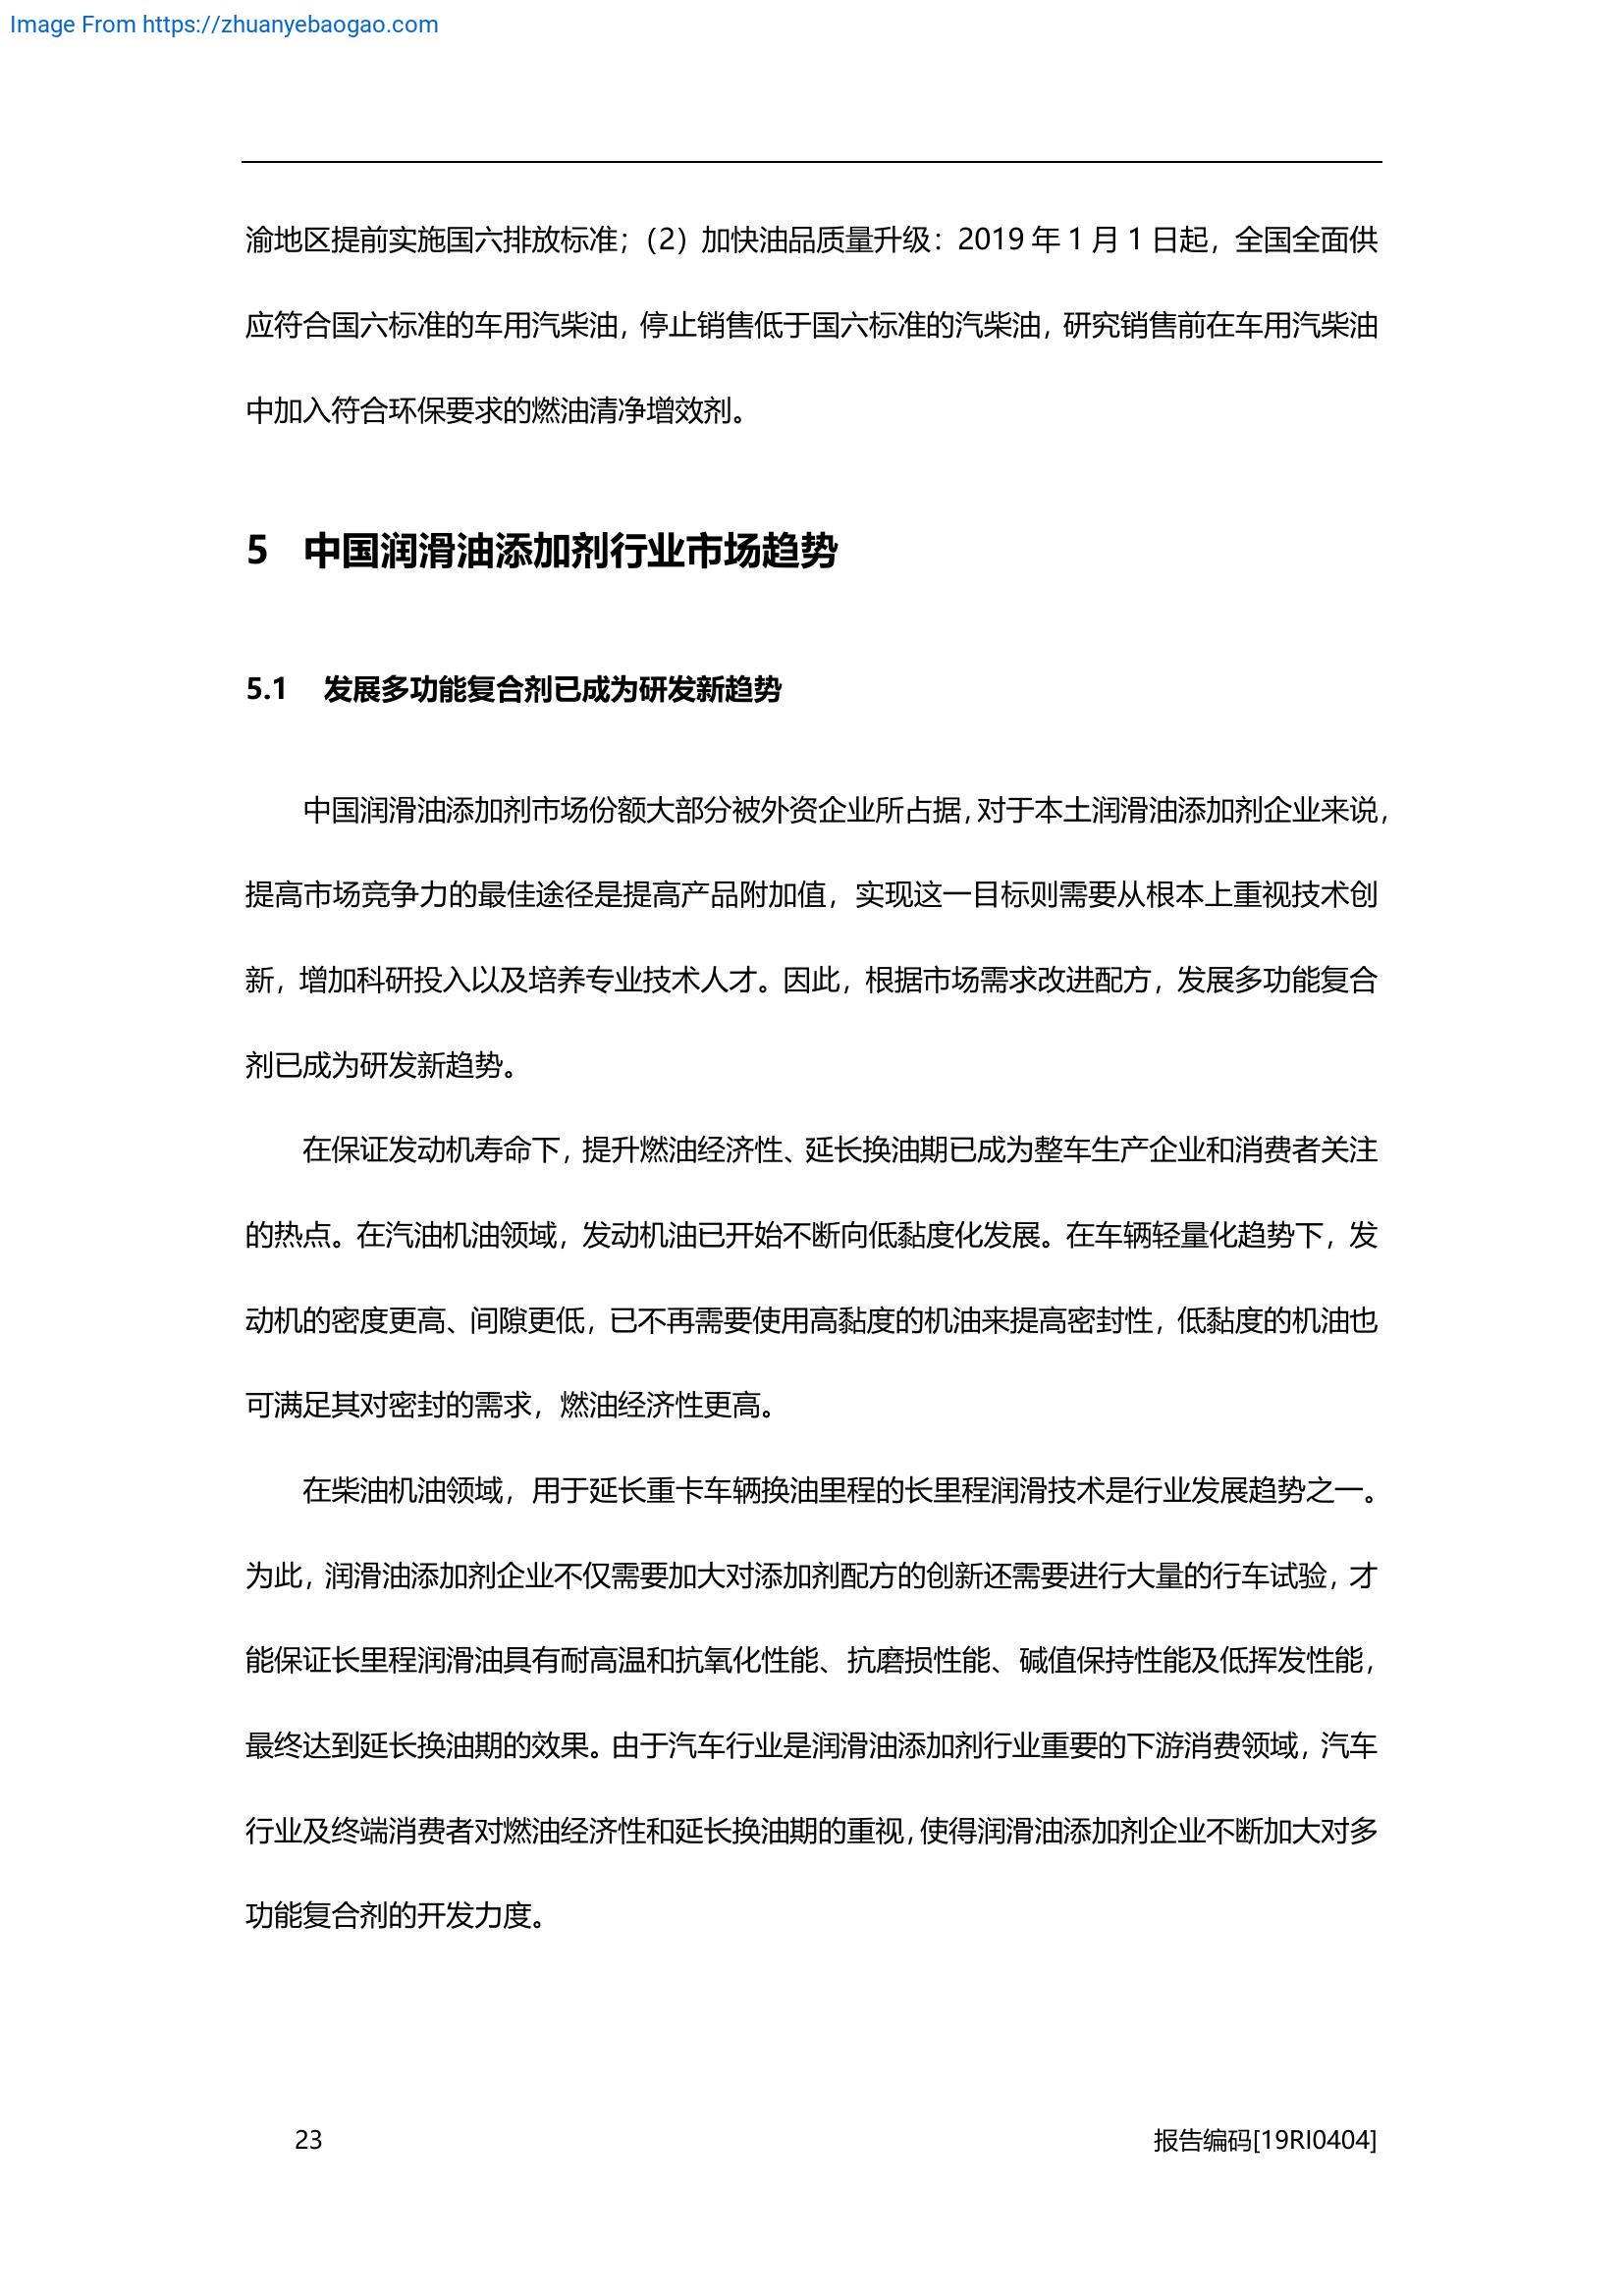 Image From https://zhuanyebaogao.com
渝地区提前实施国六排放标准；（2）加快油品质量升级：2019 年 1 月 1 日起，全国全面供
应符合国六标准的车用汽柴油，停止销售低于国六标准的汽柴油，研究销售前在车用汽柴油
中加入符合环保要求的燃油清净增效剂。
5 中国润滑油添加剂行业市场趋势
5.1 发展多功能复合剂已成为研发新趋势
中国润滑油添加剂市场份额大部分被外资企业所占据，对于本土润滑油添加剂企业来说，
提高市场竞争力的最佳途径是提高产品附加值，实现这一目标则需要从根本上重视技术创
新，增加科研投入以及培养专业技术人才。因此，根据市场需求改进配方，发展多功能复合
剂已成为研发新趋势。
在保证发动机寿命下，提升燃油经济性、延长换油期已成为整车生产企业和消费者关注
的热点。在汽油机油领域，发动机油已开始不断向低黏度化发展。在车辆轻量化趋势下，发
动机的密度更高、间隙更低，已不再需要使用高黏度的机油来提高密封性，低黏度的机油也
可满足其对密封的需求，燃油经济性更高。
在柴油机油领域，用于延长重卡车辆换油里程的长里程润滑技术是行业发展趋势之一。
为此，润滑油添加剂企业不仅需要加大对添加剂配方的创新还需要进行大量的行车试验，才
能保证长里程润滑油具有耐高温和抗氧化性能、抗磨损性能、碱值保持性能及低挥发性能，
最终达到延长换油期的效果。由于汽车行业是润滑油添加剂行业重要的下游消费领域，汽车
行业及终端消费者对燃油经济性和延长换油期的重视，使得润滑油添加剂企业不断加大对多
功能复合剂的开发力度。
23 报告编码[19RI0404]